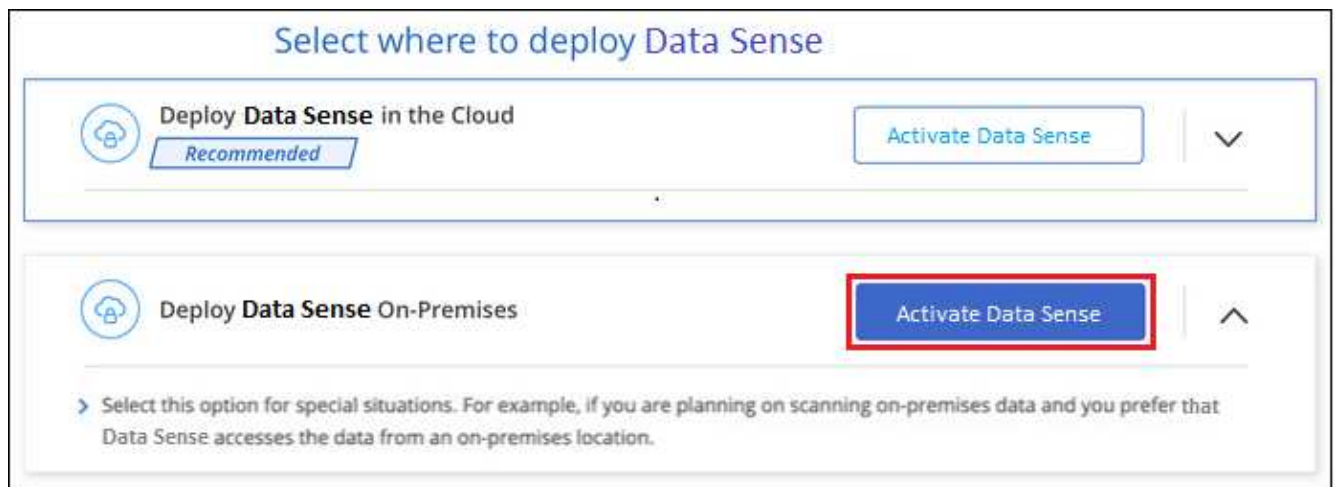 Select where to deploy Data Sense
Deploy Data Sense in the Cloud
Recommended
Activate Data Sense
Deploy Data Sense On-Premises
Activate Data Sense
Select this option for special situations. For example, if you are planning on scanning on-premises data and you prefer that
Data Sense accesses the data from an on-premises location.